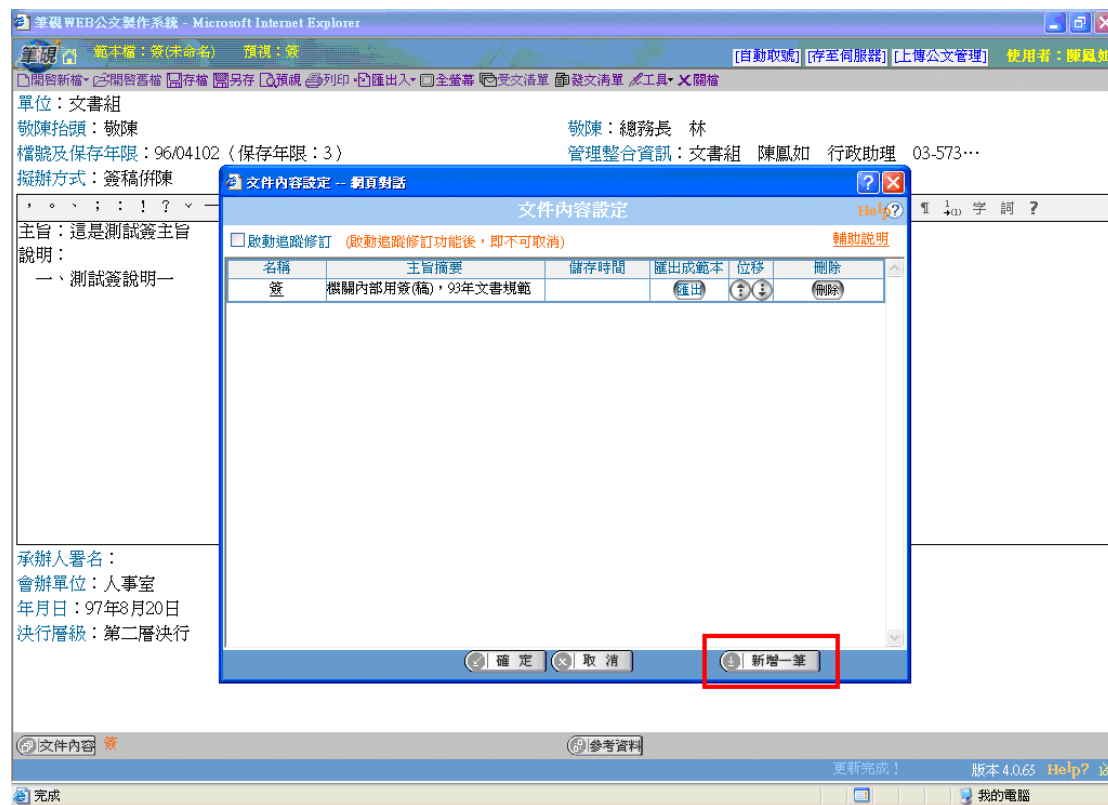 筆硯WEB公文製作系統 - Microsoft Internet Explorer
筆硯 範本檔：簽(未命名) 預視：簽 [自動取號] [存至伺服器] [上傳公文管理] 使用者：陳鳳如
開啟新檔 開啟舊檔 存檔 另存 預視 列印 匯出入 全螢幕 受文清單 發文清單 工具 關檔
單位：文書組
敬陳抬頭：敬陳 敬陳：總務長 林
檔號及保存年限：96/04102（保存年限：3） 管理整合資訊：文書組 陳鳳如 行政助理 03-573…
擬辦方式：簽稿併陳
文件內容設定 -- 網頁對話
， 。 、 ； ： ！ ？ ˇ 一 文件內容設定 Help? ¶ 字 詞 ?
主旨：這是測試簽主旨
啟動追蹤修訂 (啟動追蹤修訂功能後，即不可取消) 輔助說明
說明：
名稱 主旨摘要 儲存時間 匯出成範本 位移 刪除
一、測試簽說明一
簽 機關內部用簽(稿)，93年文書規範 匯出 刪除
承辦人署名：
會辦單位：人事室
年月日：97年8月20日
決行層級：第二層決行
確 定 取 消 新增一筆
文件內容 簽 參考資料
更新完成！ 版本 4.0.65 Help?
完成 我的電腦